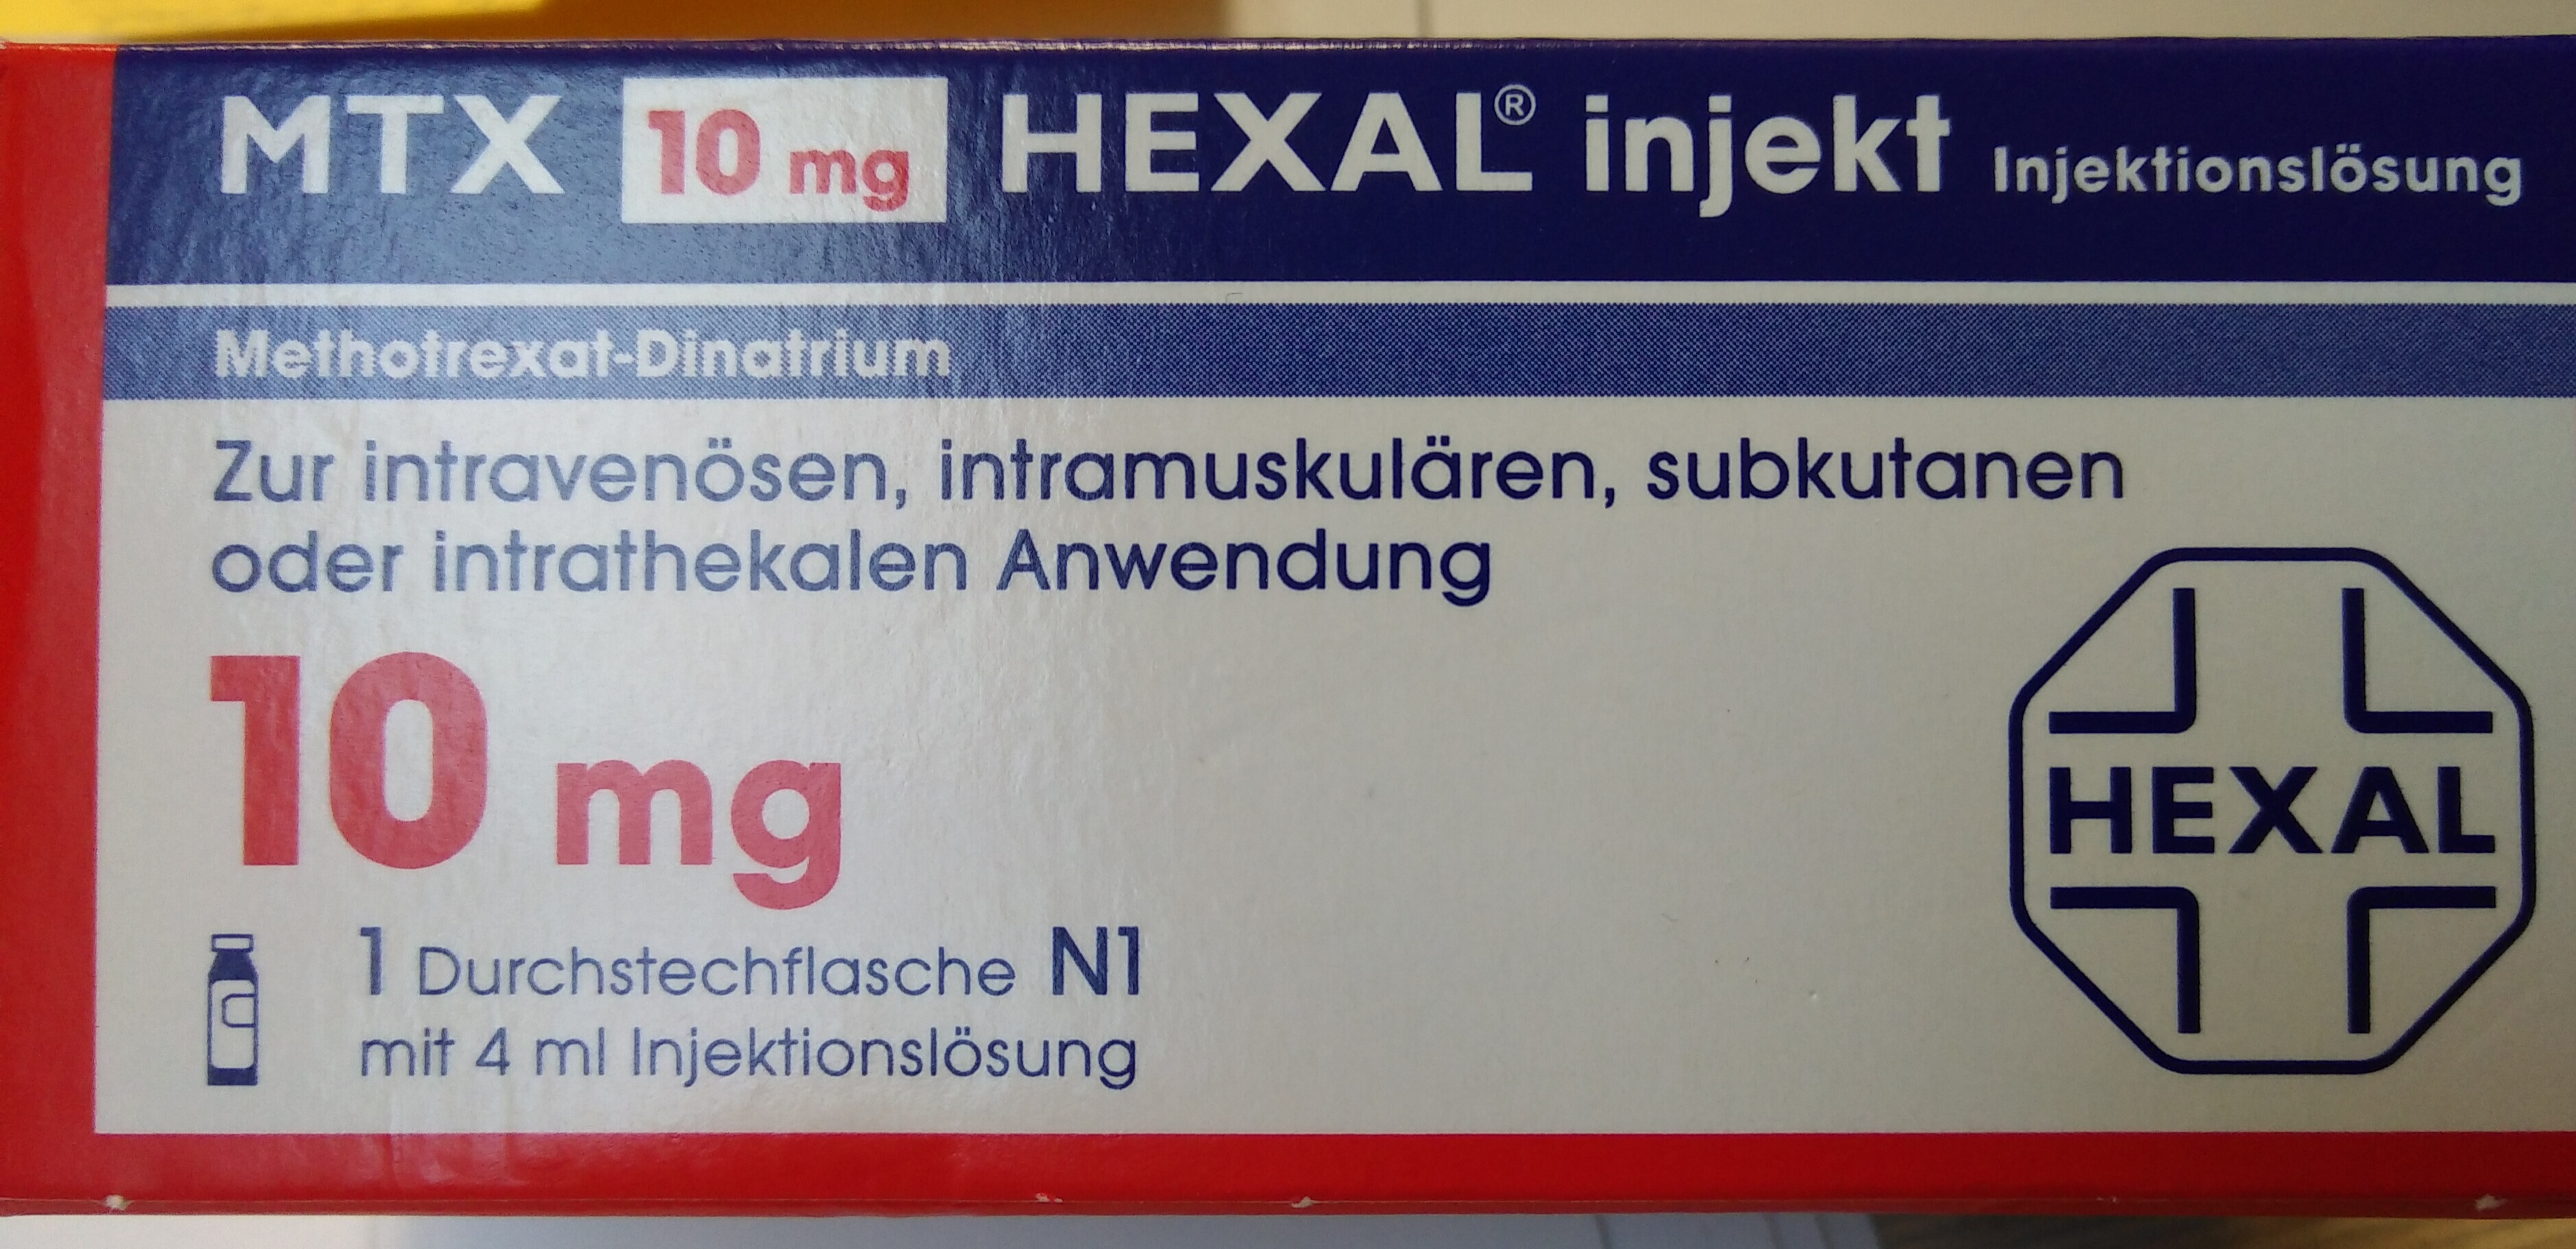 MTX 10 mg HEXAL® injekt Injektionslösung
Methotrexat-Dinatrium
Zur intravenösen, intramuskulären, subkutanen
oder intrathekalen Anwendung
10 mg
HEXAL
1 Durchstechflasche N1
mit 4 ml Injektionslösung